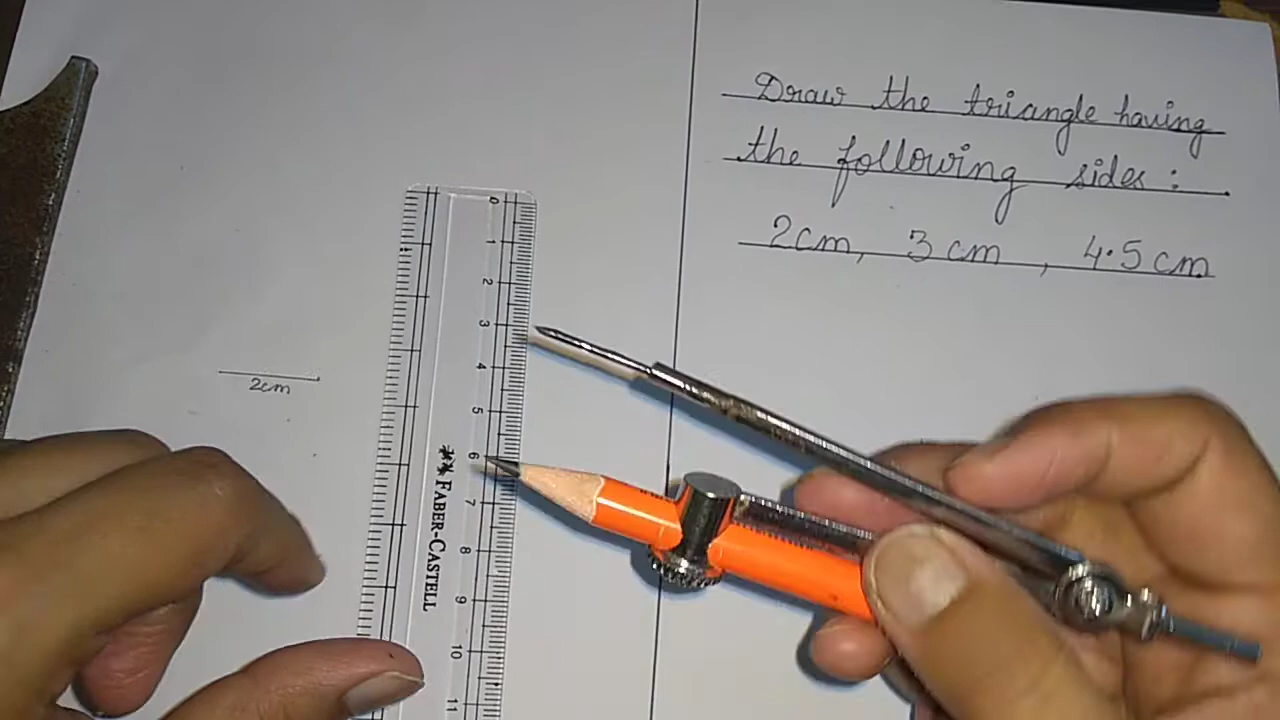 Draw the triangle having
the following sides:
2cm, 3 cm, 4.5 cm
2cm
0
1
2
3
4
5
6
7
8
9
10
11
FABER-CASTELL